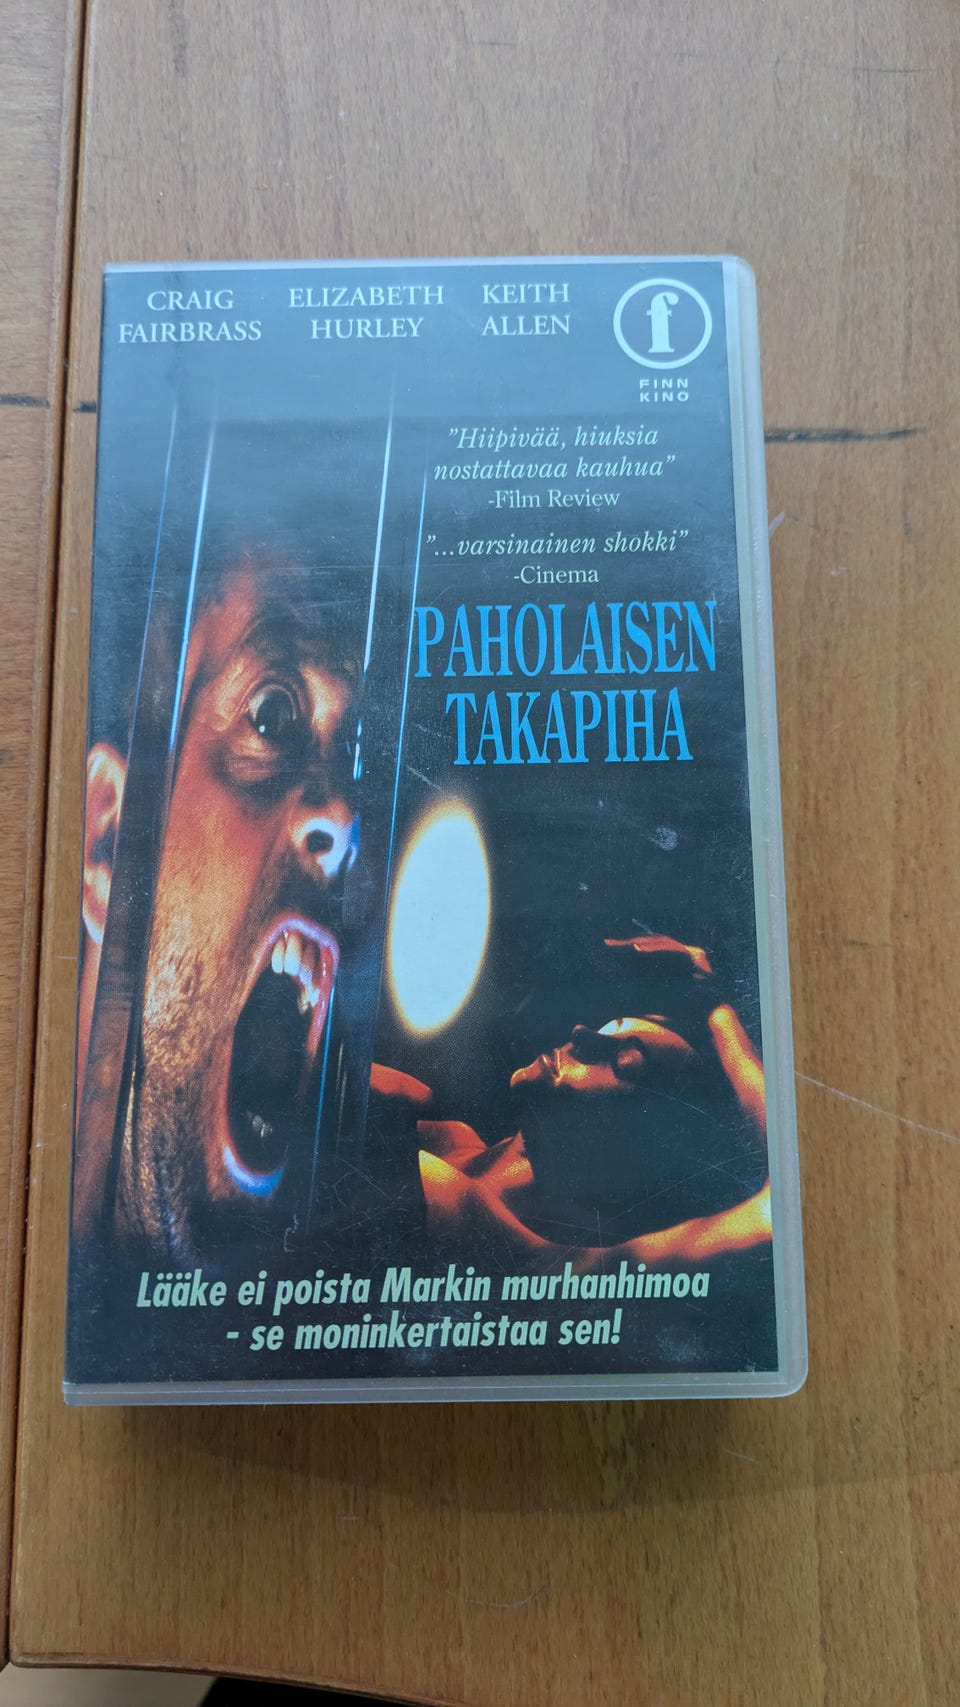 CRAIG FAIRBRASS
ELIZABETH HURLEY
KEITH ALLEN
f
FINN
KINO
"Hiipivää, hiuksia
nostattavaa kauhua"
-Film Review
"...varsinainen shokki"
-Cinema
PAHOLAISEN
TAKAPIHA
Lääke ei poista Markin murhanhimoa
- se moninkertaistaa sen!